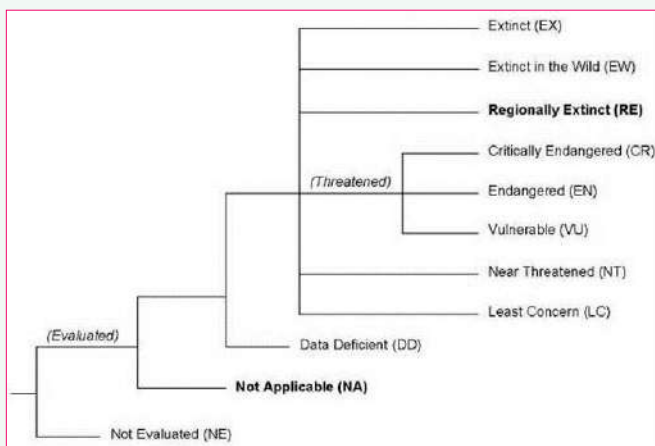 Extinct (EX)
Extinct in the Wild (EW)
Regionally Extinct (RE)
Critically Endangered (CR)
(Threatened)
Endangered (EN)
Vulnerable (VU)
Near Threatened (NT)
Least Concern (LC)
(Evaluated)
Data Deficient (DD)
Not Applicable (NA)
Not Evaluated (NE)